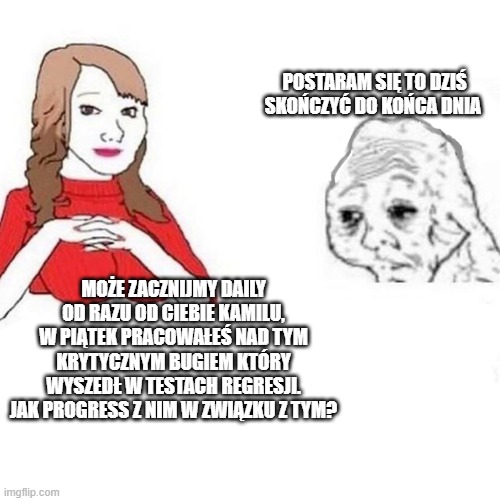 POSTARAM SIĘ TO DZIŚ
SKOŃCZYĆ DO KOŃCA DNIA
MOŻE ZACZNIJMY DAILY
OD RAZU OD CIEBIE KAMILU,
W PIĄTEK PRACOWAŁEŚ NAD TYM
KRYTYCZNYM BUGIEM KTÓRY
WYSZEDŁ W TESTACH REGRESJI.
JAK PROGRESS Z NIM W ZWIĄZKU Z TYM?
imgflip.com